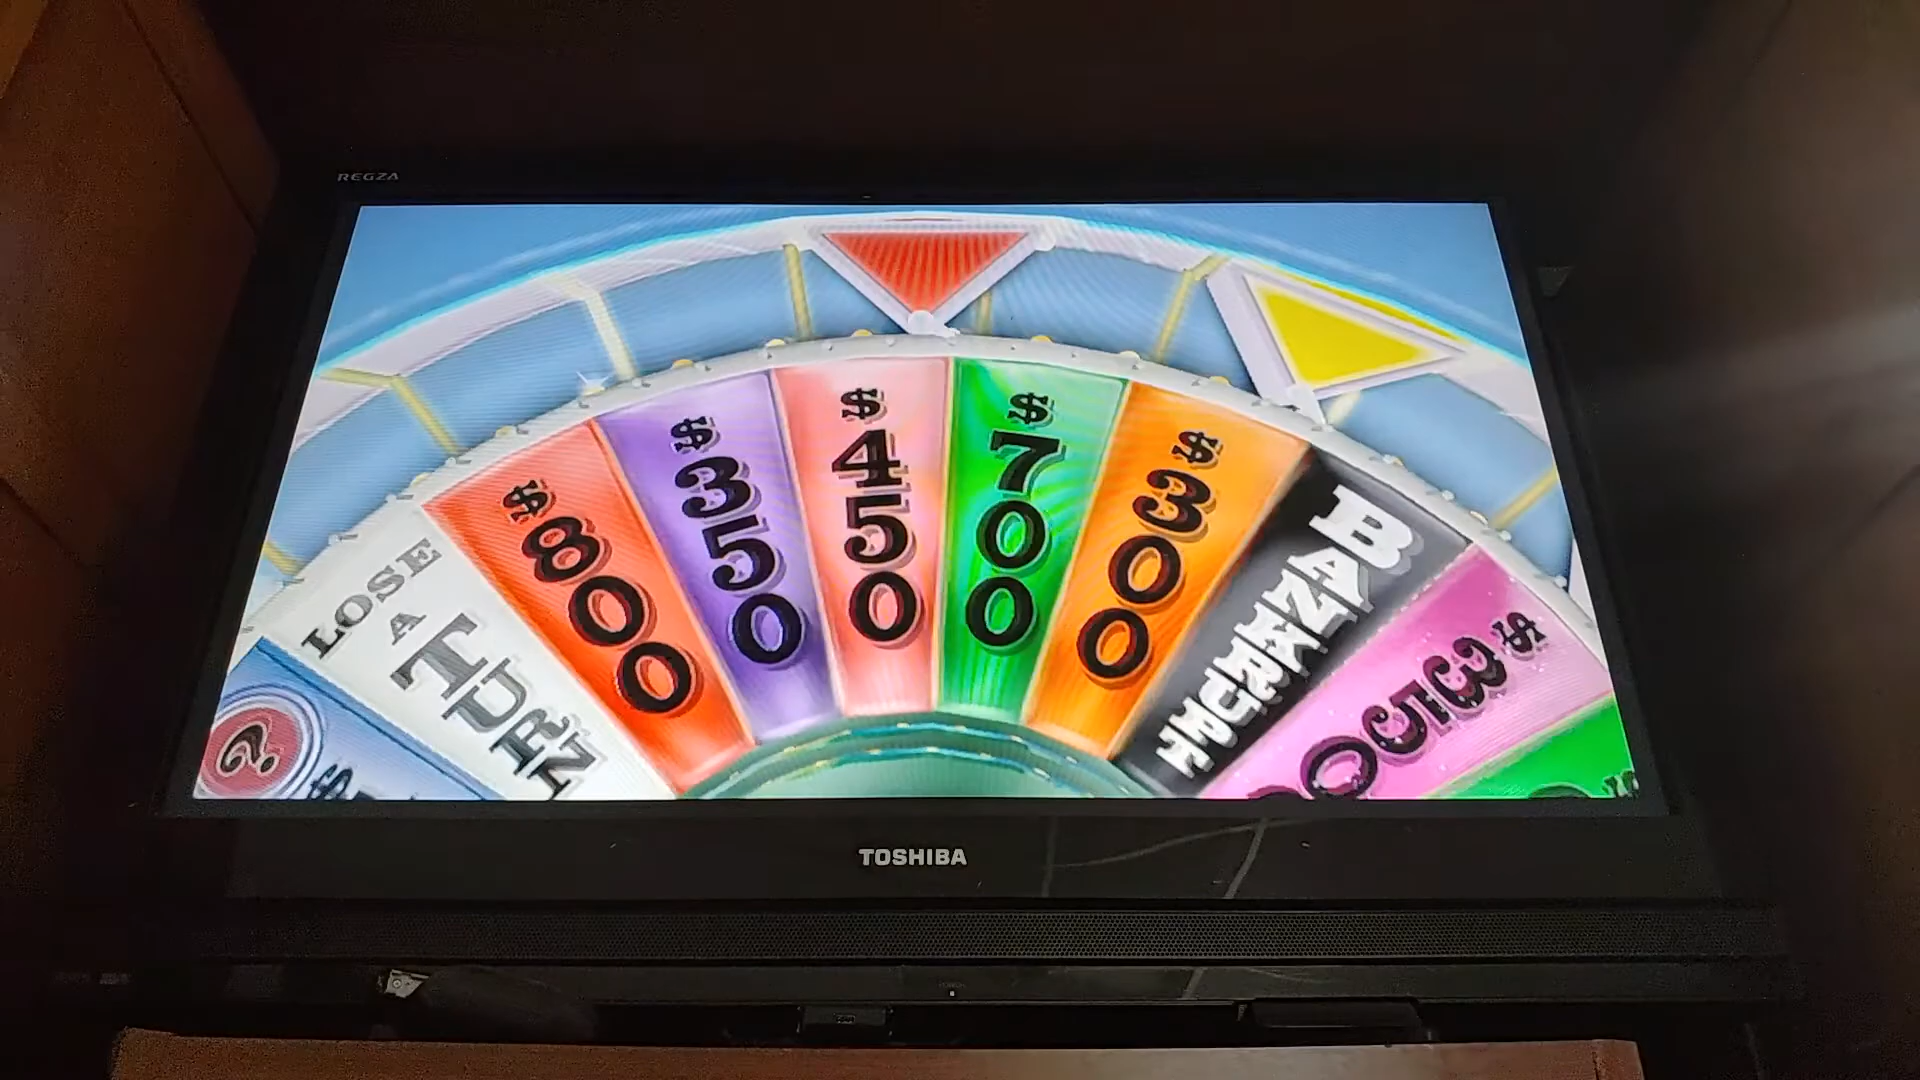 REGZA
LOSE
A
TURN
$800
$350
$450
$700
$300
BANKRUPT
$350
?
$
TOSHIBA